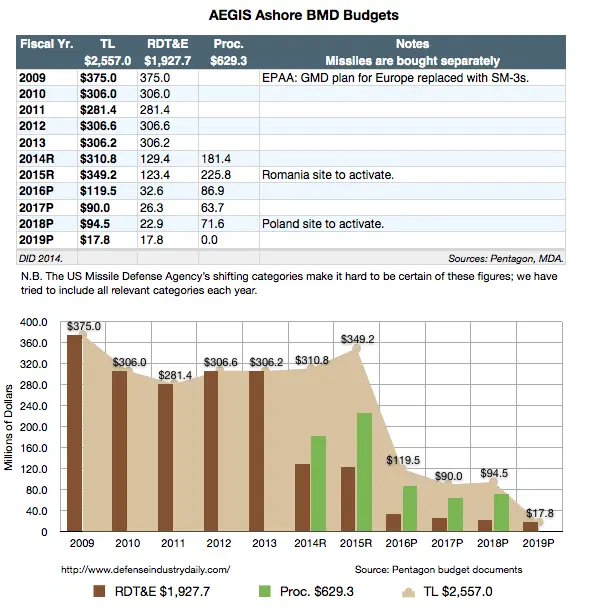 AEGIS Ashore BMD Budgets
Fiscal Yr. TL RDT&E Proc. Notes
$2,557.0 $1,927.7 $629.3 Missiles are bought separately
2009 $375.0 375.0 EPAA: GMD plan for Europe replaced with SM-3s.
2010 $306.0 306.0
2011 $281.4 281.4
2012 $306.6 306.6
2013 $306.2 306.2
2014R $310.8 129.4 181.4
2015R $349.2 123.4 225.8 Romania site to activate.
2016P $119.5 32.6 86.9
2017P $90.0 26.3 63.7
2018P $94.5 22.9 71.6 Poland site to activate.
2019P $17.8 17.8 0.0
DID 2014. Sources: Pentagon, MDA.
N.B. The US Missile Defense Agency's shifting categories make it hard to be certain of these figures; we have
tried to include all relevant categories each year.
Millions of Dollars
400.0
360.0
320.0
280.0
240.0
200.0
160.0
120.0
80.0
40.0
0
$375.0
$306.0
$281.4
$306.6
$306.2
$310.8
$349.2
$119.5
$90.0
$94.5
$17.8
2009 2010 2011 2012 2013 2014R 2015R 2016P 2017P 2018P 2019P
http://www.defenseindustrydaily.com/ Source: Pentagon budget documents
RDT&E $1,927.7 Proc. $629.3 TL $2,557.0